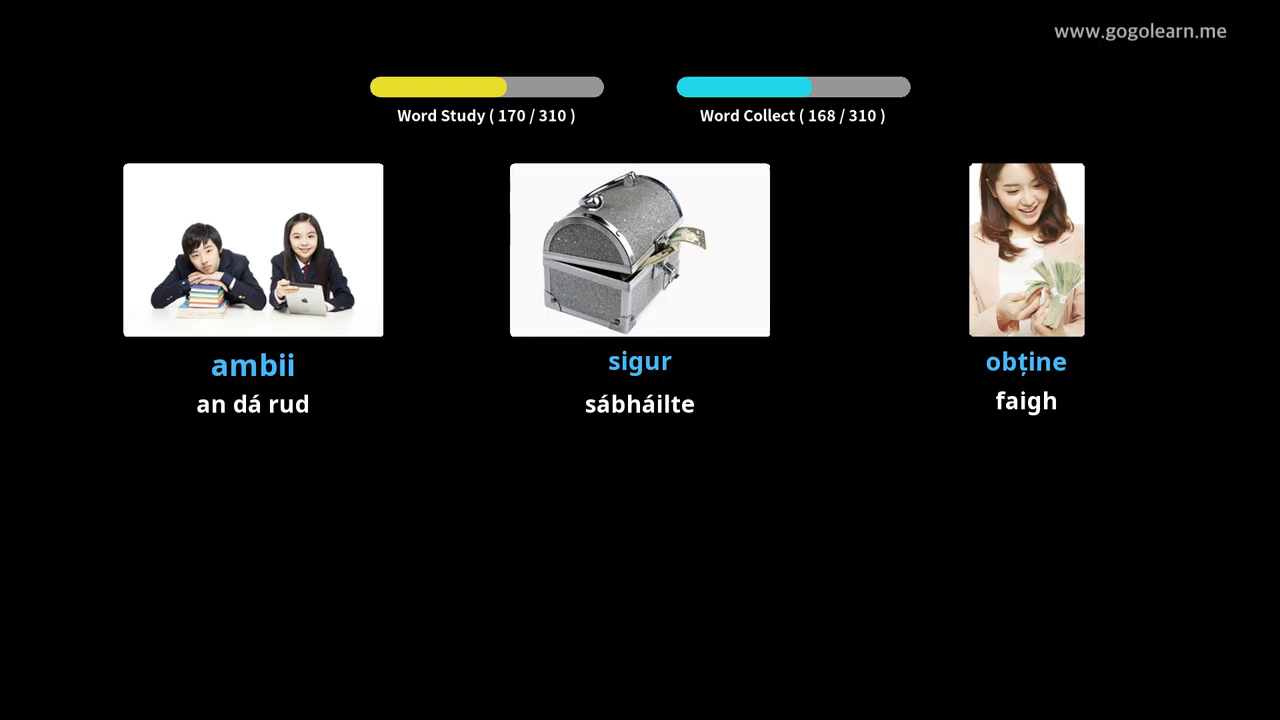 www.gogolearn.me
Word Study ( 170 / 310 )
Word Collect ( 168 / 310 )
ambii
an dá rud
sigur
sábháilte
obține
faigh